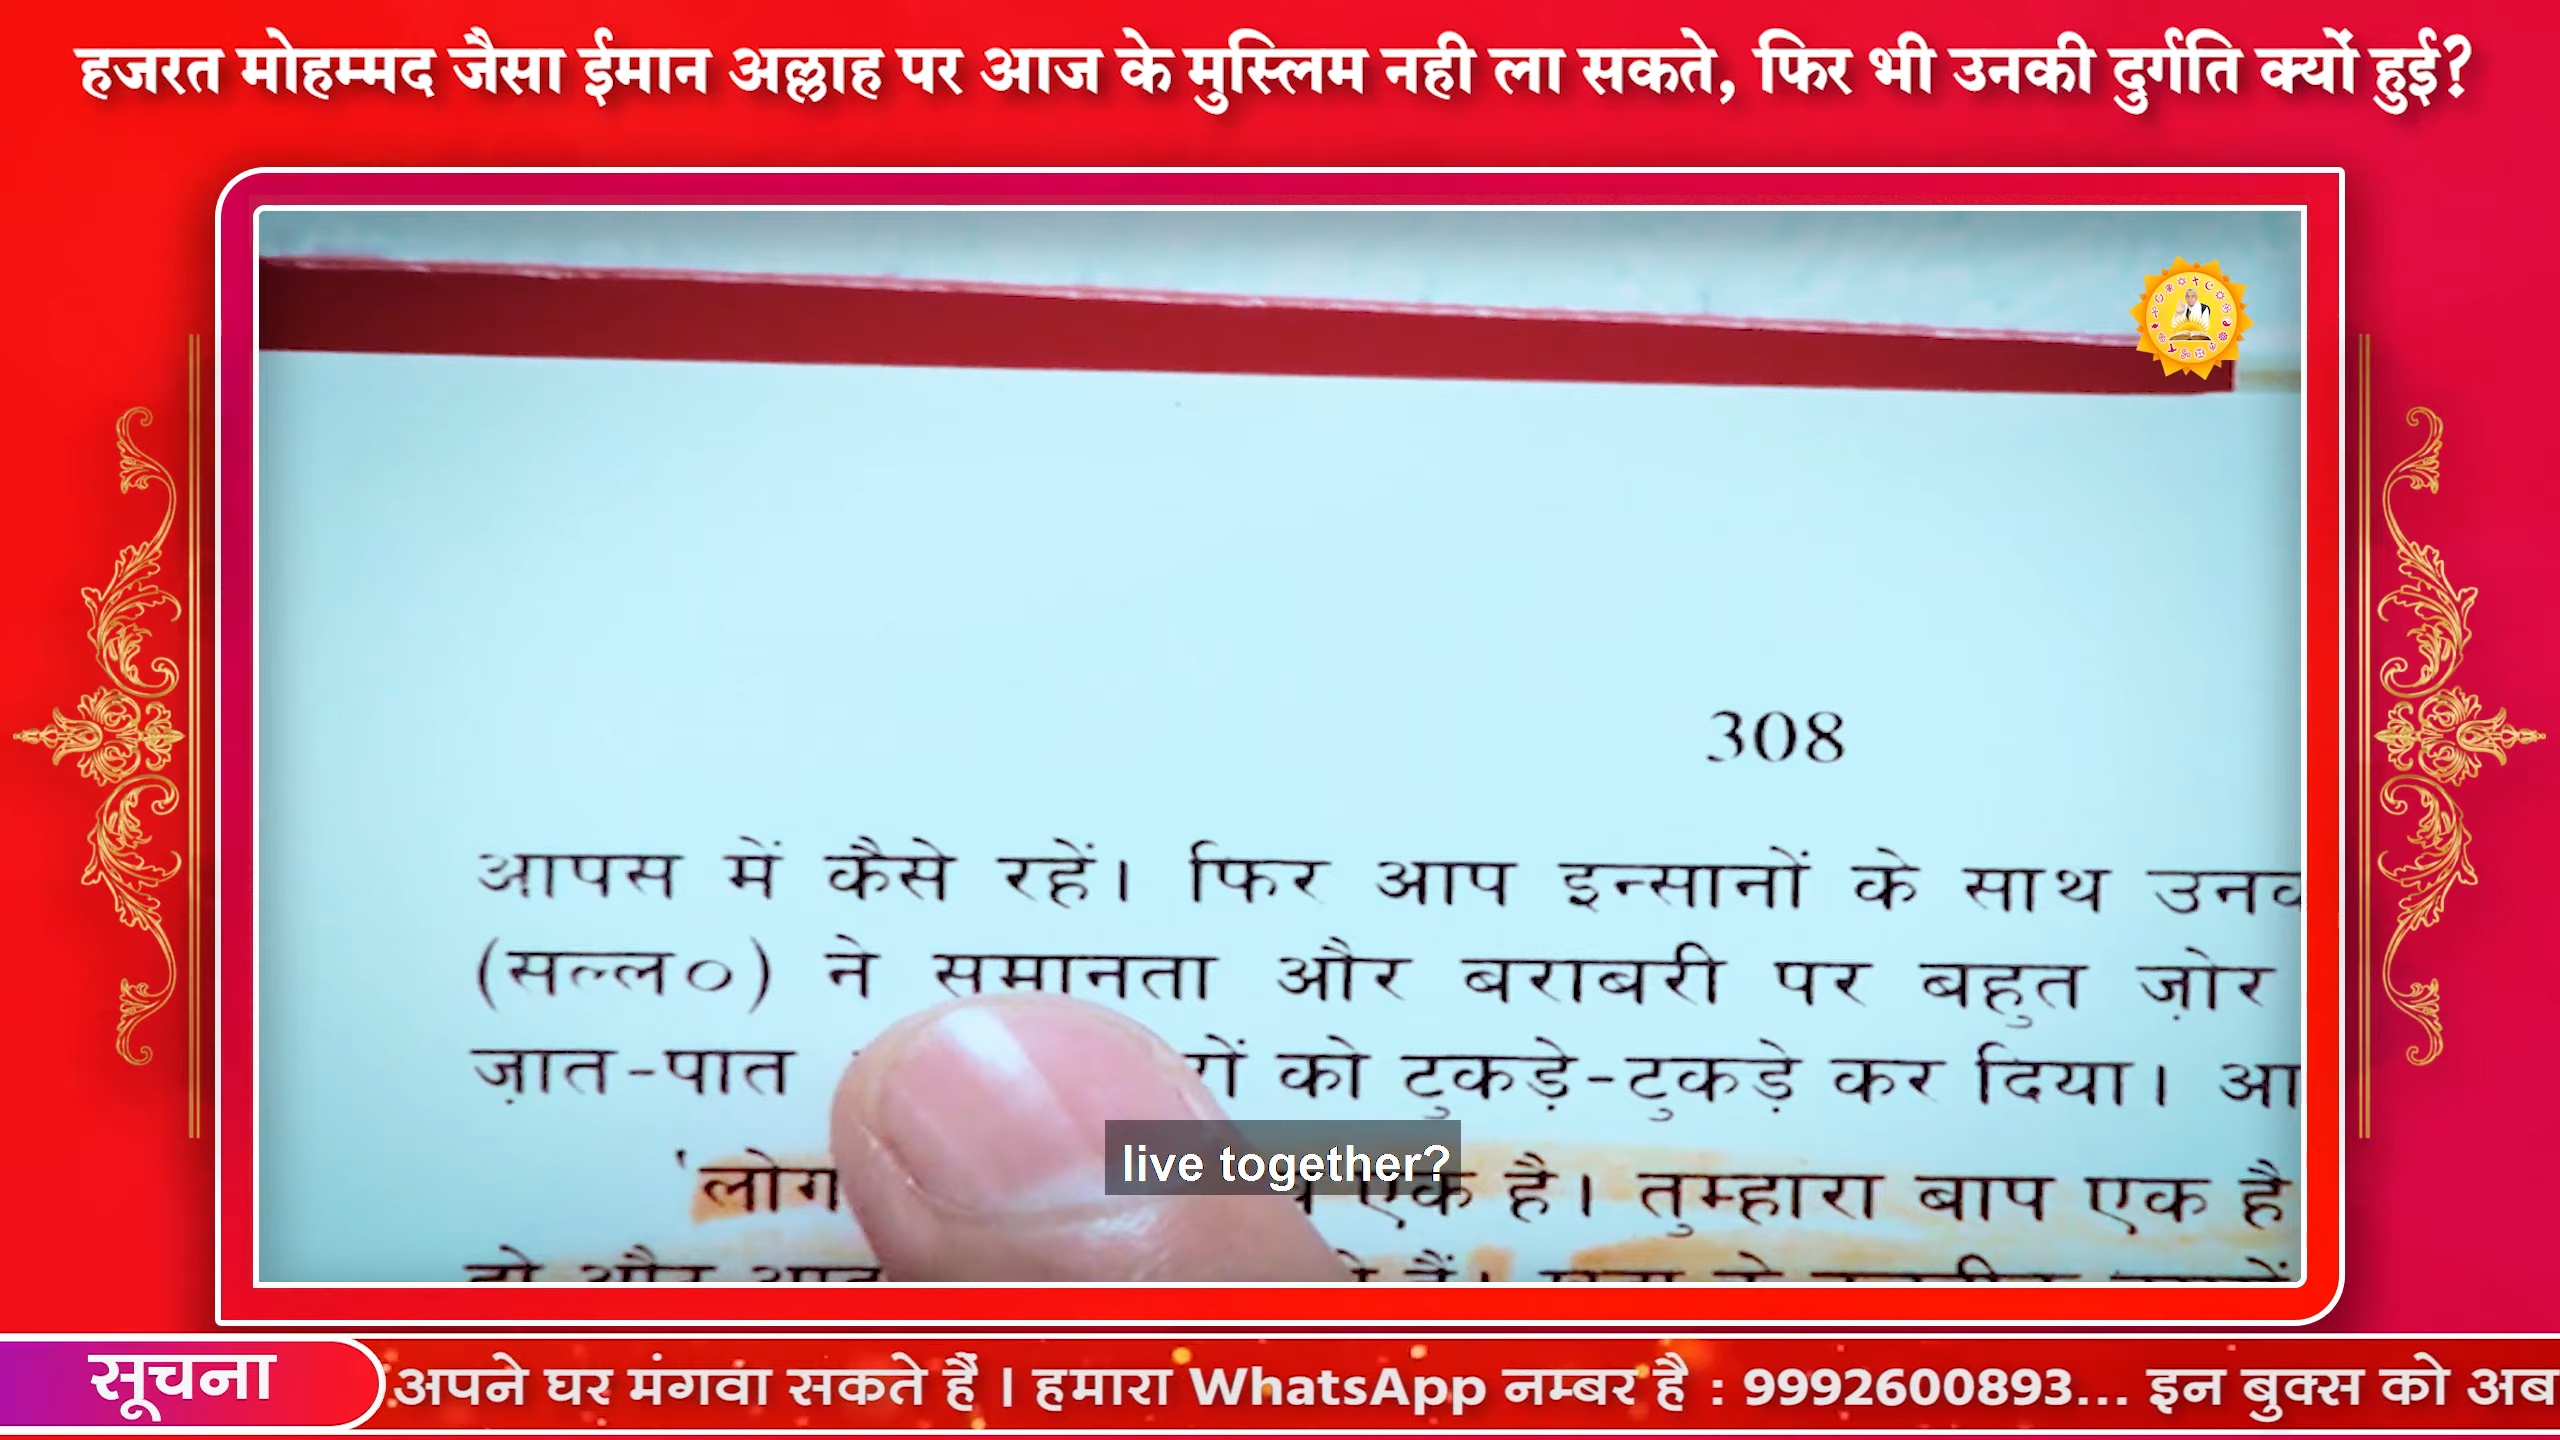 हजरत मोहम्मद जैसा ईमान अल्लाह पर आज के मुस्लिम नही ला सकते, फिर भी उनकी दुर्गति क्यों हुई?
308
आपस में कैसे रहें। फिर आप इन्सानों के साथ
(सल्ल०) ने समानता और बराबरी पर बहुत ज़ोर
ज़ात-पात को टुकड़े-टुकड़े कर दिया।
'लोग एक है। तुम्हारा बाप एक है
live together?
सूचना
अपने घर मंगवा सकते हैं । हमारा WhatsApp नम्बर है : 9992600893... इन बुक्स को अब